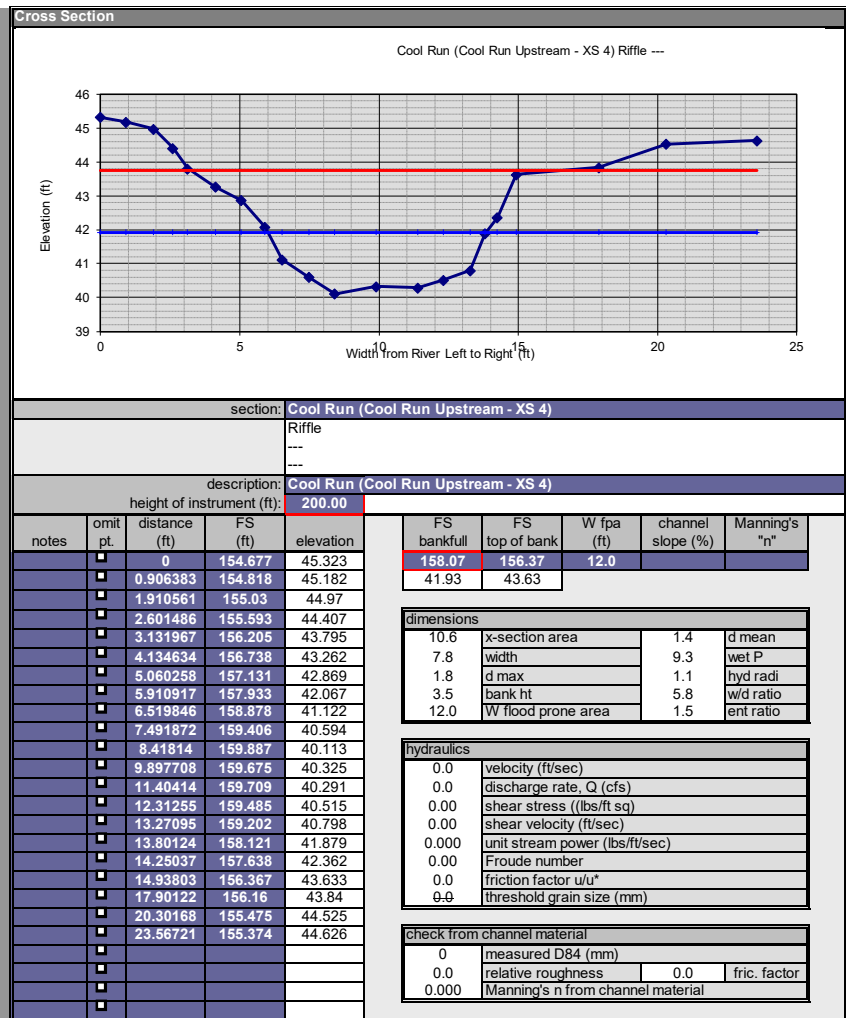 Cross Section
Cool Run (Cool Run Upstream - XS 4) Riffle ---
46
45
44
43
42
41
40
39
Elevation (ft)
0 5 10 15 20 25
Width from River Left to Right (ft)
section: Cool Run (Cool Run Upstream - XS 4)
Riffle
---
---
description: Cool Run (Cool Run Upstream - XS 4)
height of instrument (ft): 200.00
omit distance FS FS FS W fpa channel Manning's
notes pt. (ft) (ft) elevation bankfull top of bank (ft) slope (%) "n"
0 154.677 45.323 158.07 156.37 12.0
0.906383 154.818 45.182 41.93 43.63
1.910561 155.03 44.97
2.601486 155.593 44.407 dimensions
3.131967 156.205 43.795 10.6 x-section area 1.4 d mean
4.134634 156.738 43.262 7.8 width 9.3 wet P
5.060258 157.131 42.869 1.8 d max 1.1 hyd radi
5.910917 157.933 42.067 3.5 bank ht 5.8 w/d ratio
6.519846 158.878 41.122 12.0 W flood prone area 1.5 ent ratio
7.491872 159.406 40.594
8.41814 159.887 40.113 hydraulics
9.897708 159.675 40.325 0.0 velocity (ft/sec)
11.40414 159.709 40.291 0.0 discharge rate, Q (cfs)
12.31255 159.485 40.515 0.00 shear stress ((lbs/ft sq)
13.27095 159.202 40.798 0.00 shear velocity (ft/sec)
13.80124 158.121 41.879 0.000 unit stream power (lbs/ft/sec)
14.25037 157.638 42.362 0.00 Froude number
14.93803 156.367 43.633 0.0 friction factor u/u*
17.90122 156.16 43.84 0.0 threshold grain size (mm)
20.30168 155.475 44.525
23.56721 155.374 44.626 check from channel material
0 measured D84 (mm)
0.0 relative roughness 0.0 fric. factor
0.000 Manning's n from channel material